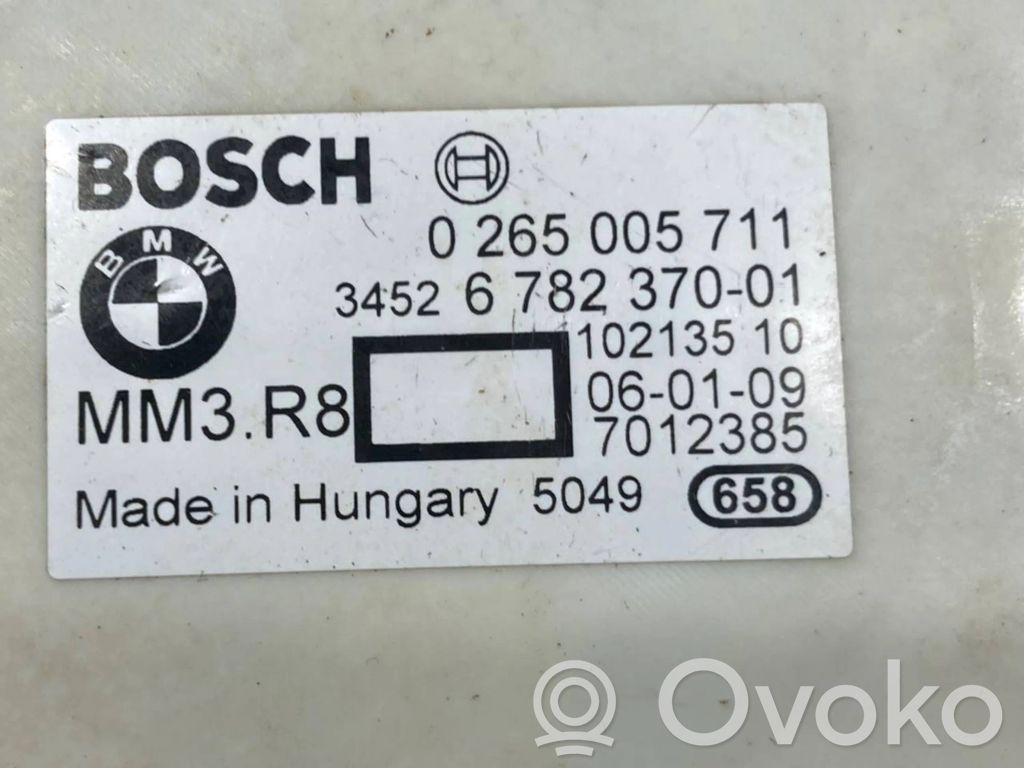 BOSCH
0 265 005 711
BMW
3452 6 782 370-01
102135 10
MM3.R8
06-01-09
7012385
Made in Hungary 5049 658
Ovoko